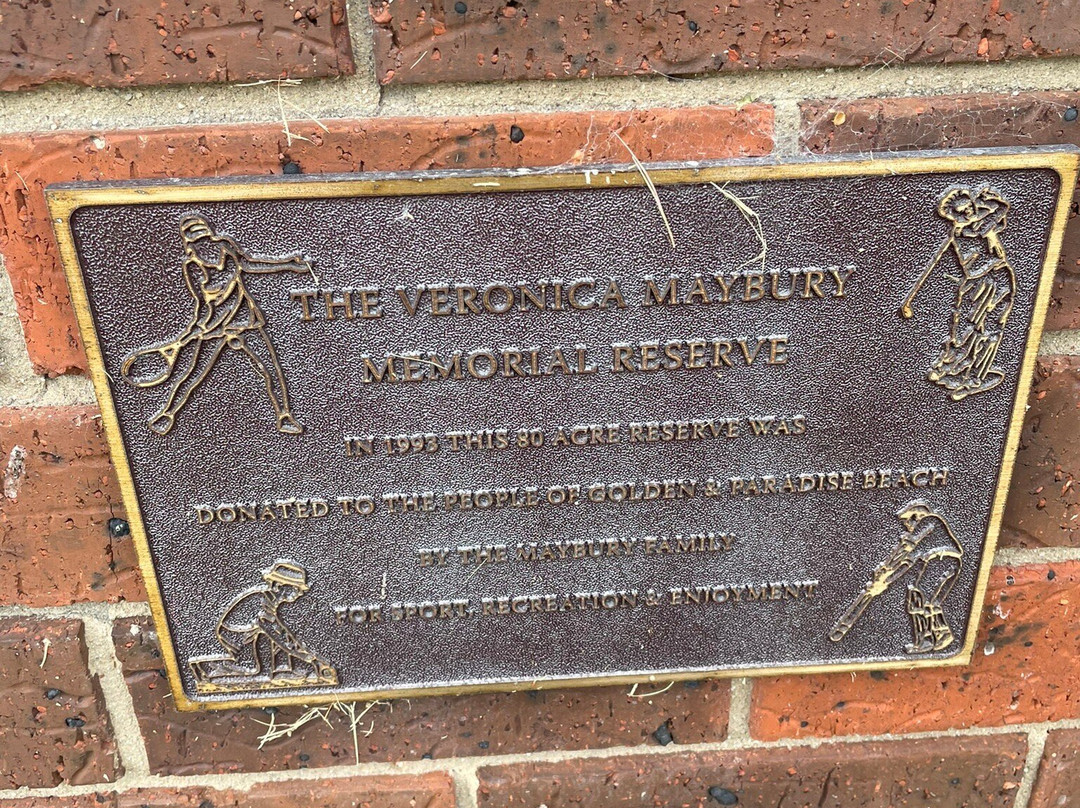 THE VERONICA MAYBURY
MEMORIAL RESERVE
IN 1993 THIS 80 ACRE RESERVE WAS
DONATED TO THE PEOPLE OF GOLDEN & PARADISE BEACH
BY THE MAYBURY FAMILY
FOR SPORT, RECREATION & ENJOYMENT